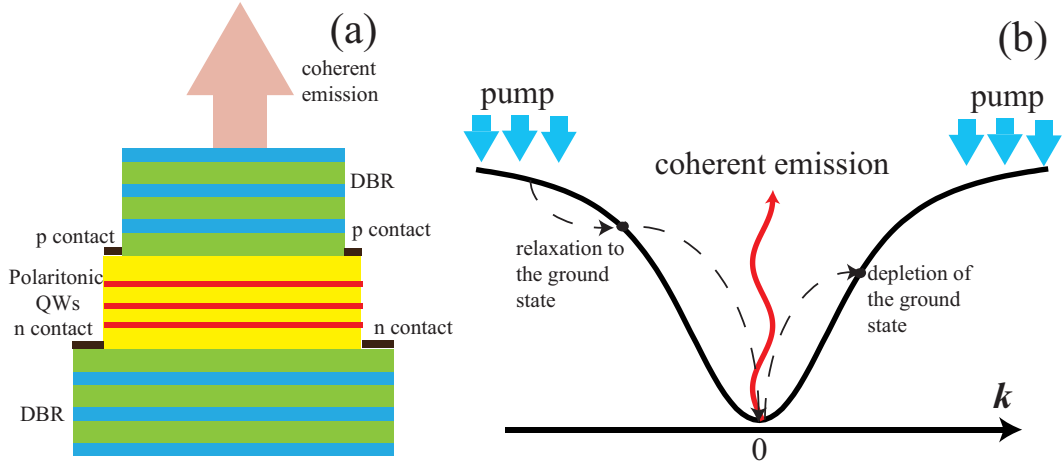 (a)
coherent
emission
DBR
p contact
p contact
Polaritonic
QWs
n contact
n contact
DBR
(b)
pump
pump
coherent emission
relaxation to
the ground
state
depletion of
the ground
state
k
0